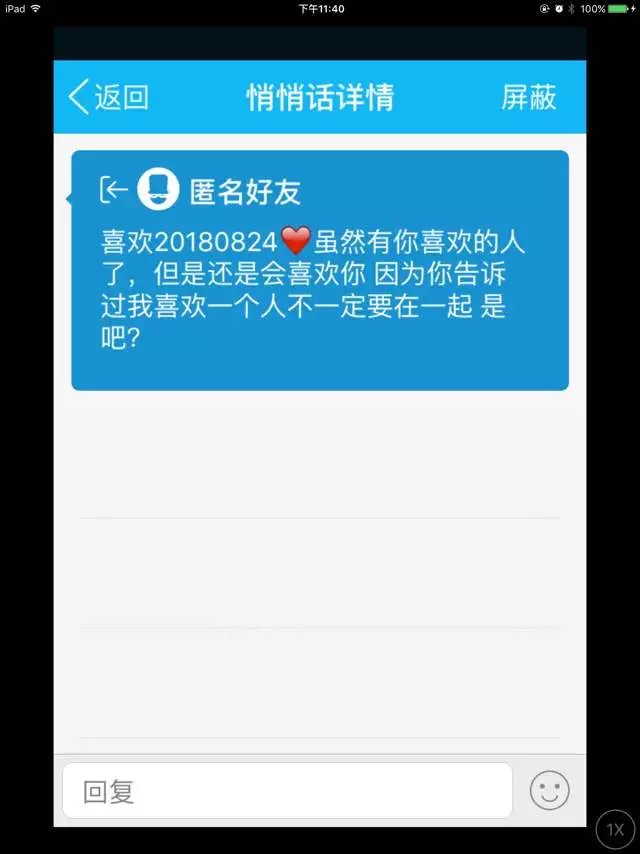 iPad 下午11:40 100%
返回 悄悄话详情 屏蔽
匿名好友
喜欢20180824❤️虽然有你喜欢的人
了，但是还是会喜欢你 因为你告诉
过我喜欢一个人不一定要在一起 是
吧？
回复
1X